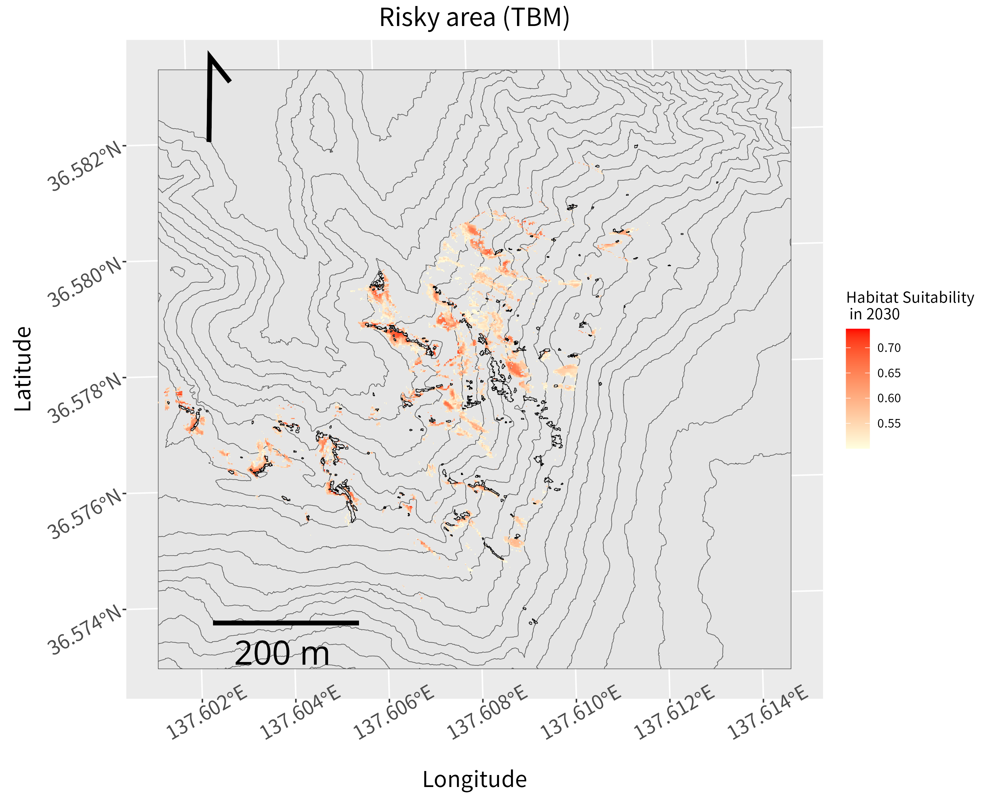 Risky area (TBM)
36.582°N
36.580°N
36.578°N
36.576°N
36.574°N
Latitude
200 m
137.602°E
137.604°E
137.606°E
137.608°E
137.610°E
137.612°E
137.614°E
Longitude
Habitat Suitability
in 2030
0.70
0.65
0.60
0.55